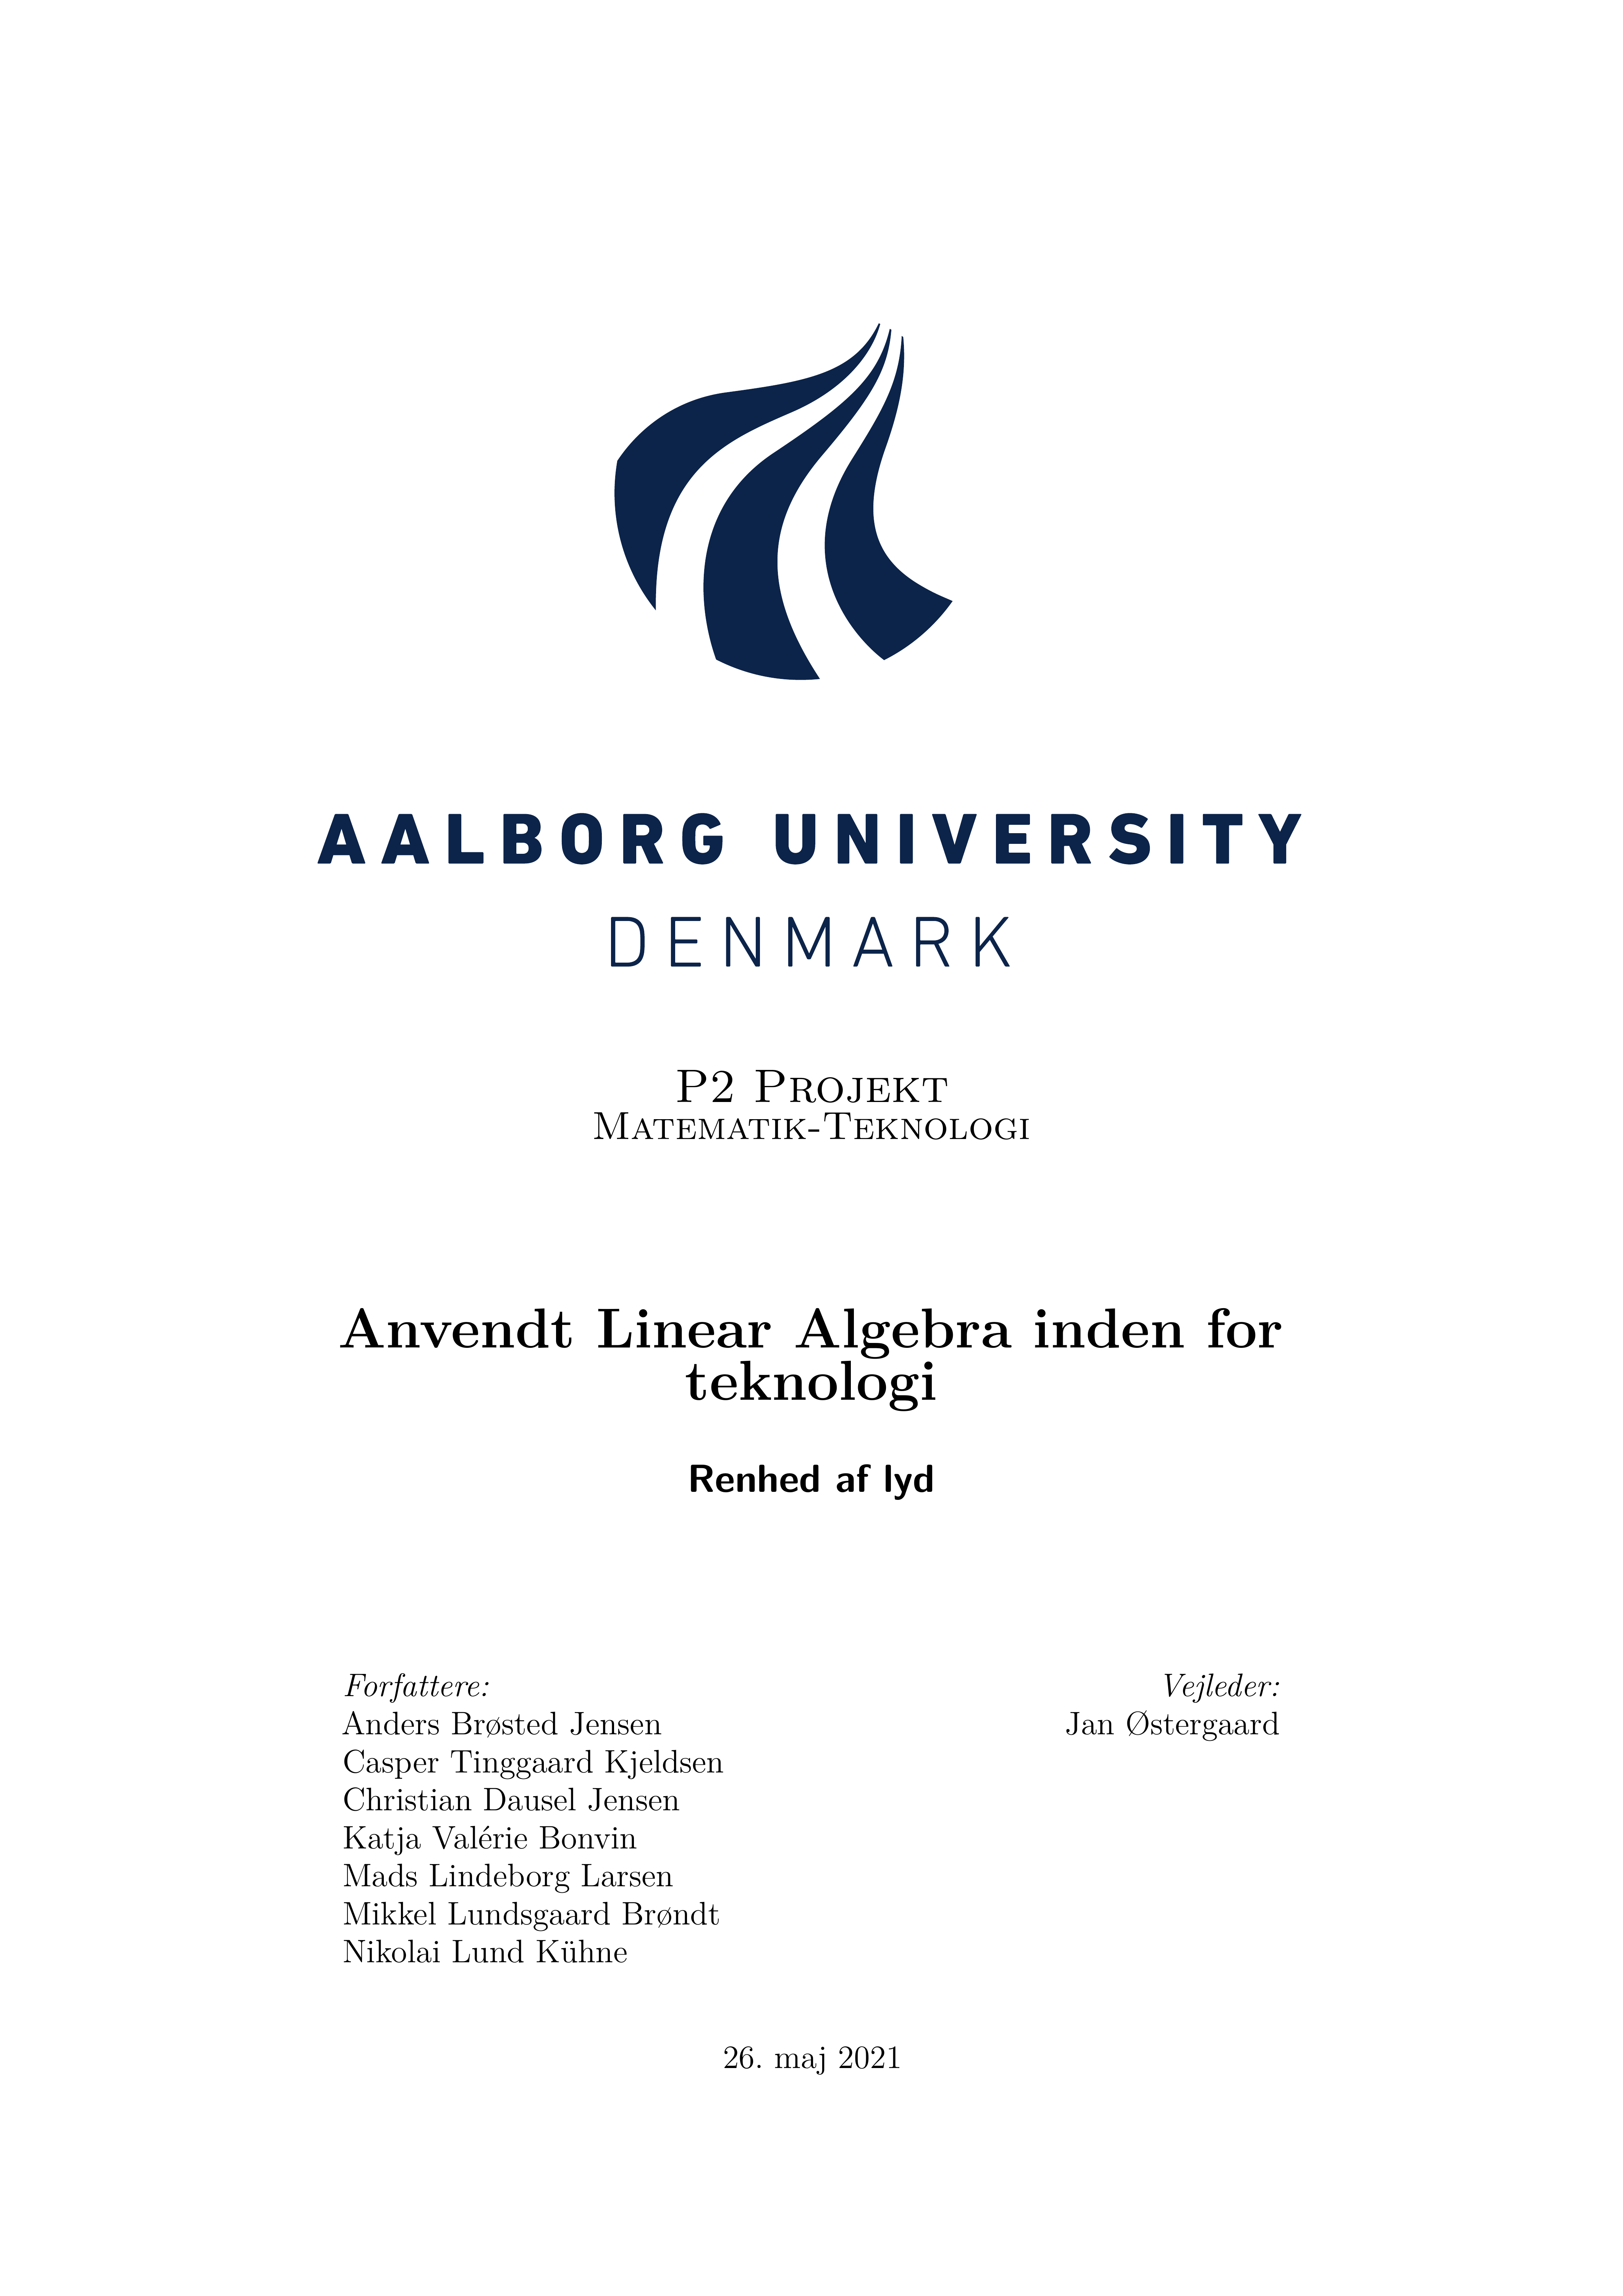 AALBORG UNIVERSITY
DENMARK
P2 Projekt
Matematik-Teknologi
Anvendt Linear Algebra inden for
teknologi
Renhed af lyd
Forfattere:
Anders Brøsted Jensen
Casper Tinggaard Kjeldsen
Christian Dausel Jensen
Katja Valérie Bonvin
Mads Lindeborg Larsen
Mikkel Lundsgaard Brøndt
Nikolai Lund Kühne
Vejleder:
Jan Østergaard
26. maj 2021